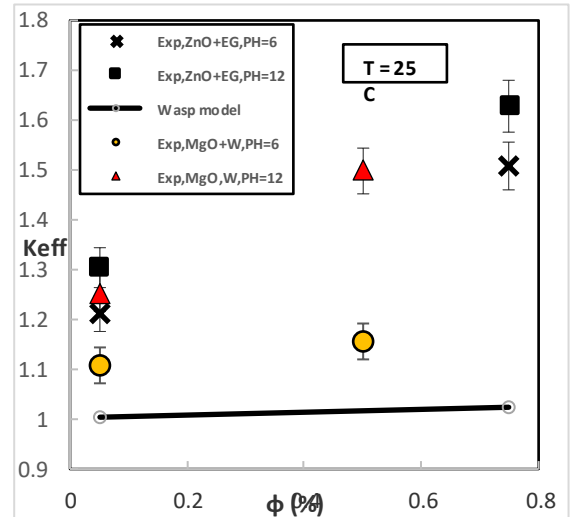 1.8
1.7
1.6
1.5
1.4
1.3
1.2
1.1
1
0.9
Keff
Exp,ZnO+EG,PH=6
Exp,ZnO+EG,PH=12
Wasp model
Exp,MgO+W,PH=6
Exp,MgO,W,PH=12
T = 25
C
0
0.2
0.4
0.6
0.8
ϕ (%)